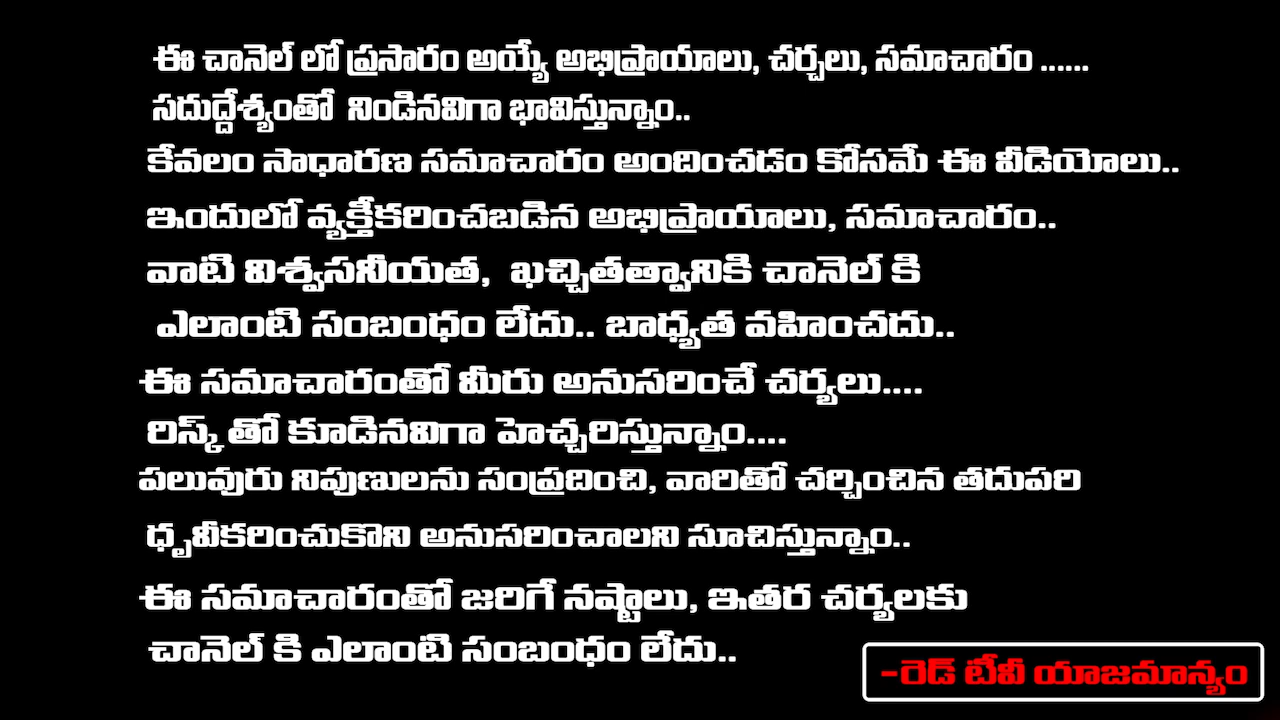 ఈ చానెల్ లో ప్రసారం అయ్యే అభిప్రాయాలు, చర్చలు, సమాచారం ......
సదుద్దేశ్యంతో నిండినవిగా భావిస్తున్నాం..
కేవలం సాధారణ సమాచారం అందించడం కోసమే ఈ వీడియోలు..
ఇందులో వ్యక్తీకరించబడిన అభిప్రాయాలు, సమాచారం..
వాటి విశ్వసనీయత, ఖచ్చితత్వానికి చానెల్ కి
ఎలాంటి సంబంధం లేదు.. బాధ్యత వహించదు..
ఈ సమాచారంతో మీరు అనుసరించే చర్యలు....
రిస్క్ తో కూడినవిగా హెచ్చరిస్తున్నాం....
పలువురు నిపుణులను సంప్రదించి, వారితో చర్చించిన తదుపరి
ధృవీకరించుకొని అనుసరించాలని సూచిస్తున్నాం..
ఈ సమాచారంతో జరిగే నష్టాలు, ఇతర చర్యలకు
చానెల్ కి ఎలాంటి సంబంధం లేదు..
-రెడ్ టీవీ యాజమాన్యం